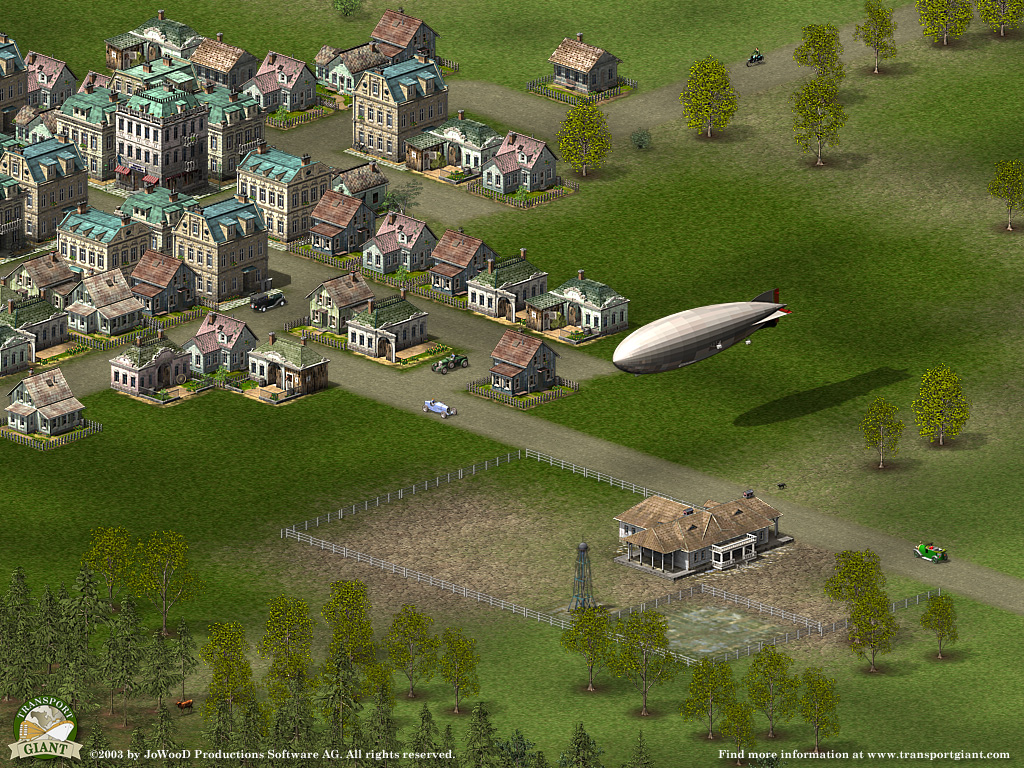 TRANSPORT
GIANT
©2003 by JoWooD Productions Software AG. All rights reserved.
Find more information at www.transportgiant.com